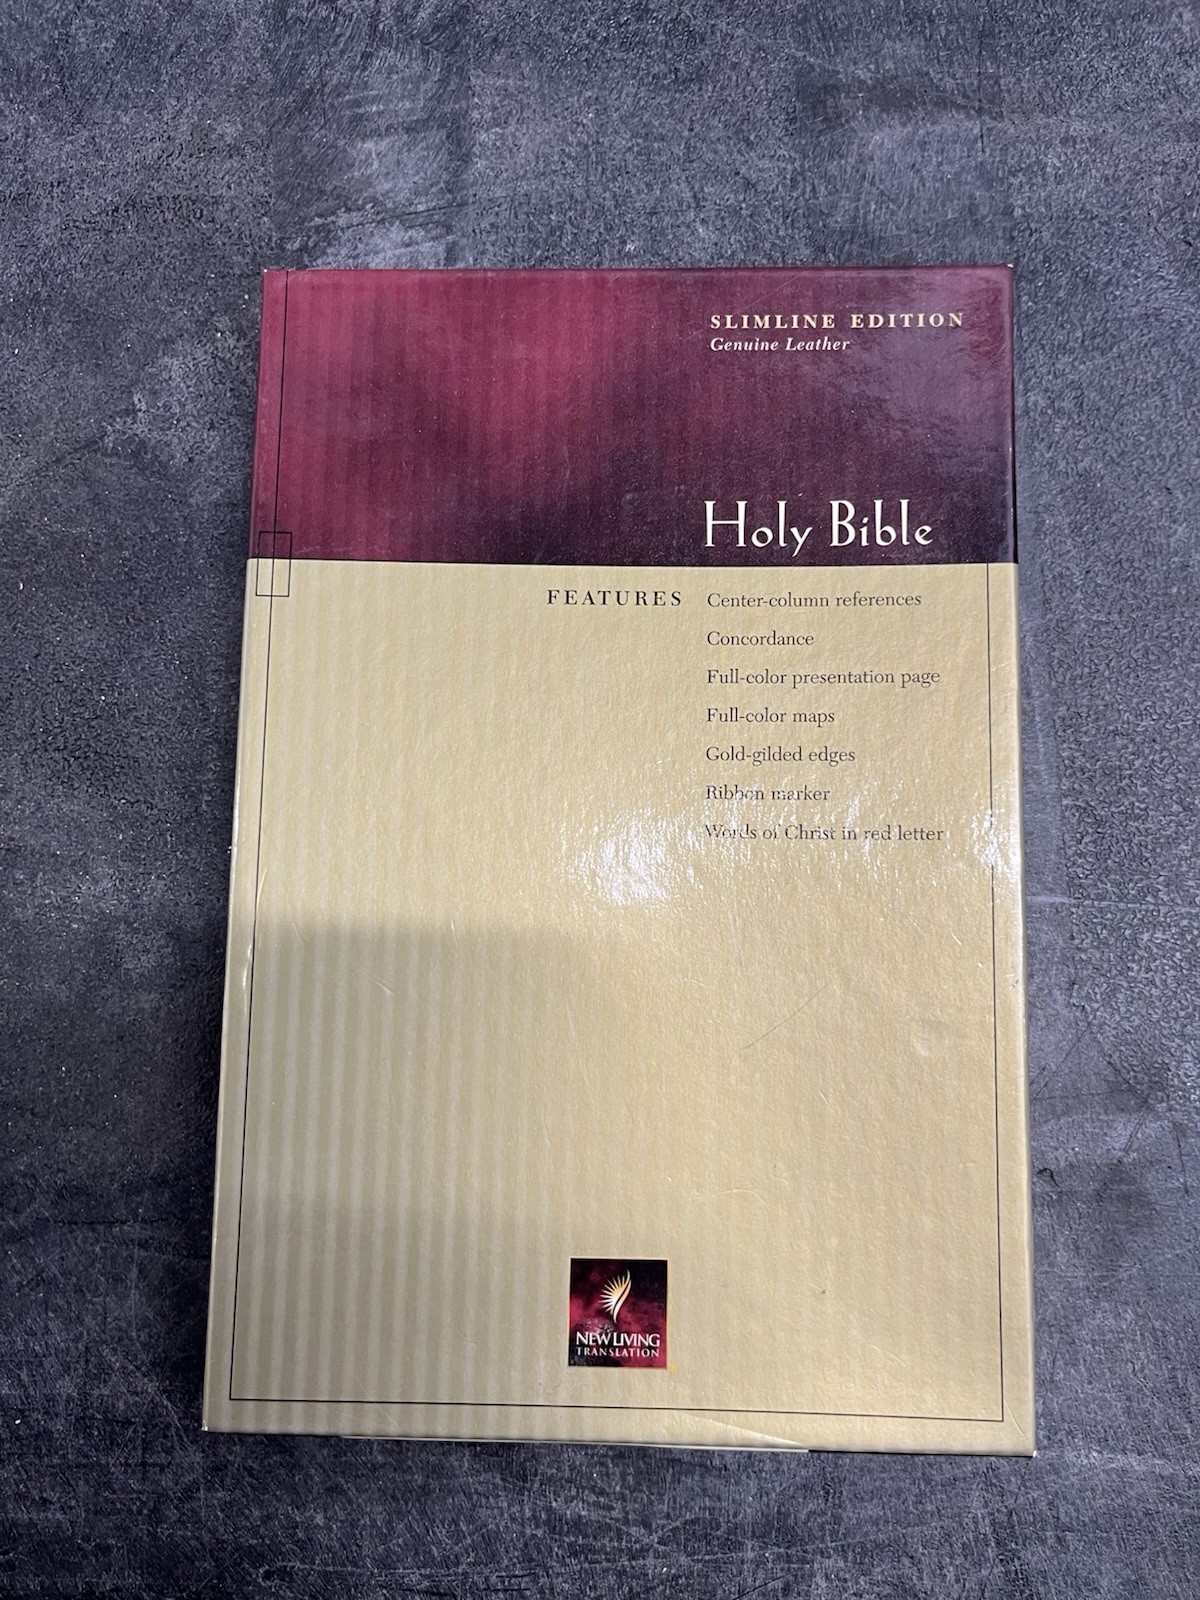 SLIMLINE EDITION
Genuine Leather
Holy Bible
FEATURES Center-column references
Concordance
Full-color presentation page
Full-color maps
Gold-gilded edges
Ribbon marker
Words of Christ in red letter
NEW LIVING
TRANSLATION